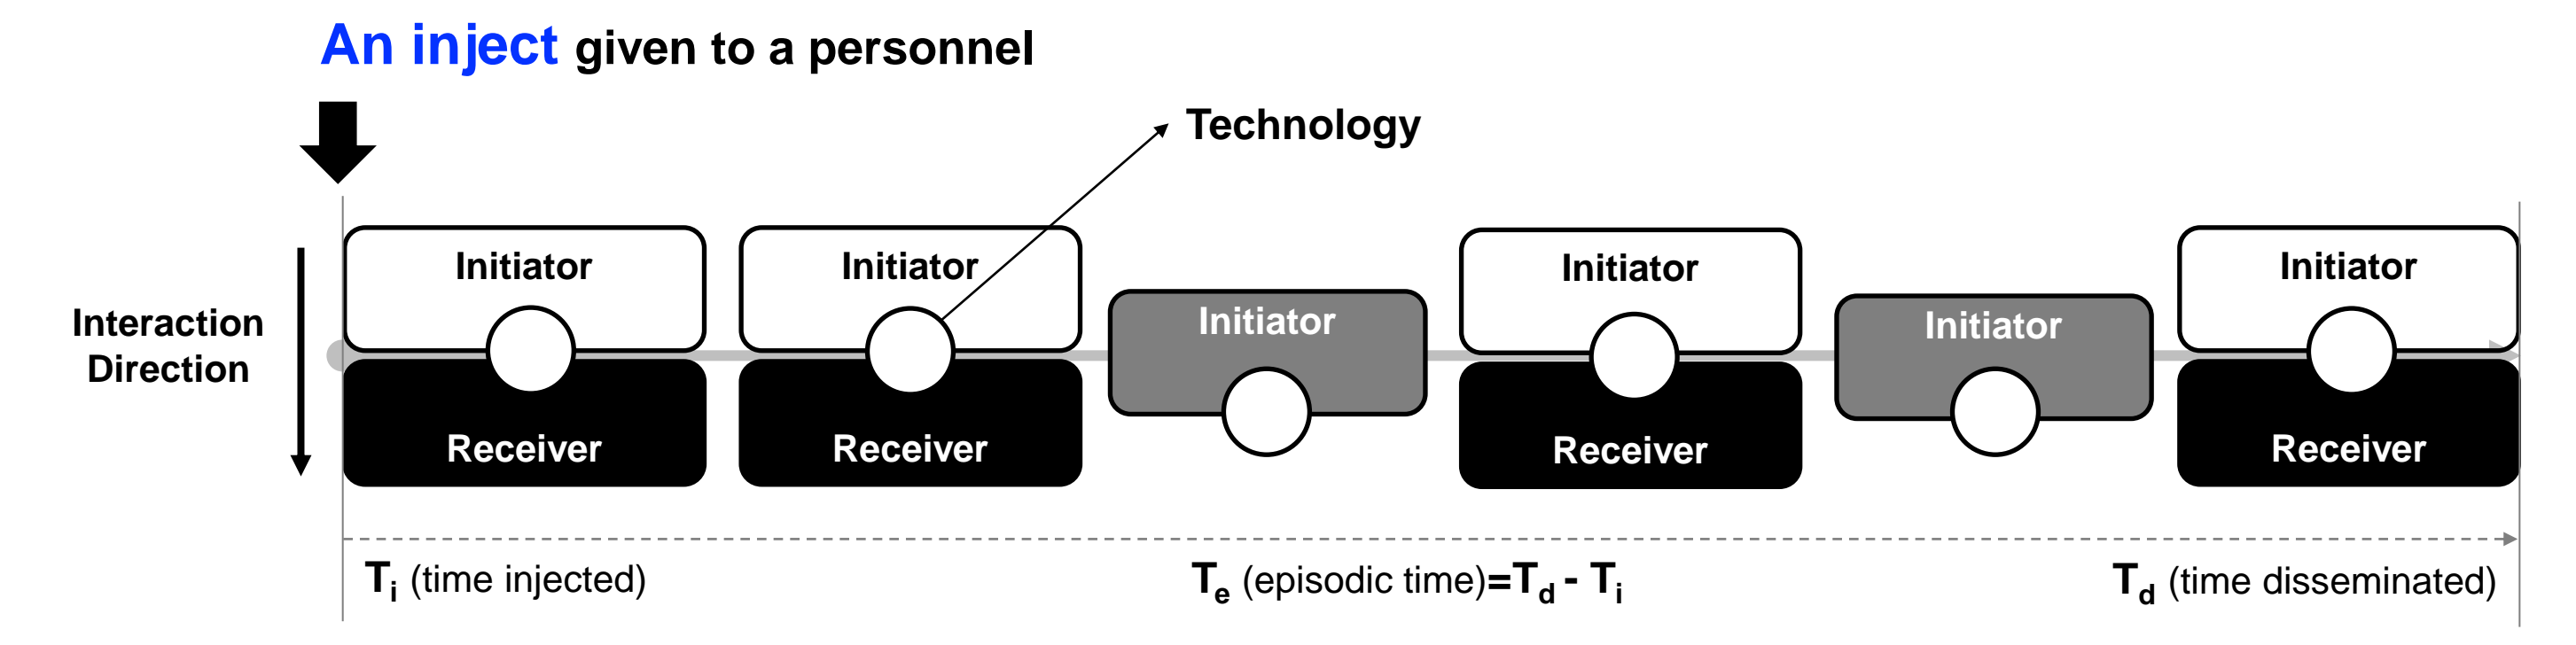 An inject given to a personnel
Technology
Initiator
Initiator
Initiator
Initiator
Initiator
Initiator
Interaction
Direction
Receiver
Receiver
Receiver
Receiver
Ti (time injected)
Te (episodic time)=Td - Ti
Td (time disseminated)